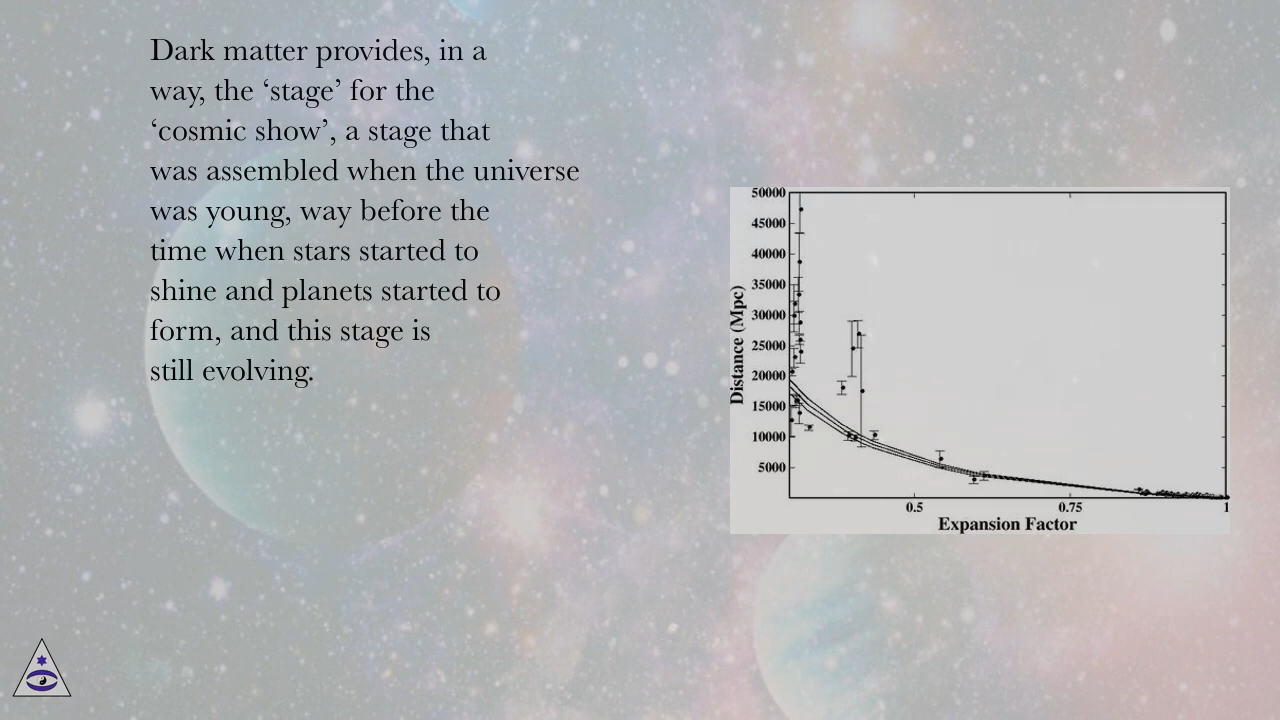 Dark matter provides, in a
way, the ‘stage’ for the
‘cosmic show’, a stage that
was assembled when the universe
was young, way before the
time when stars started to
shine and planets started to
form, and this stage is
still evolving.
50000
45000
40000
35000
30000
25000
20000
15000
10000
5000
Distance (Mpc)
0.5
0.75
1
Expansion Factor